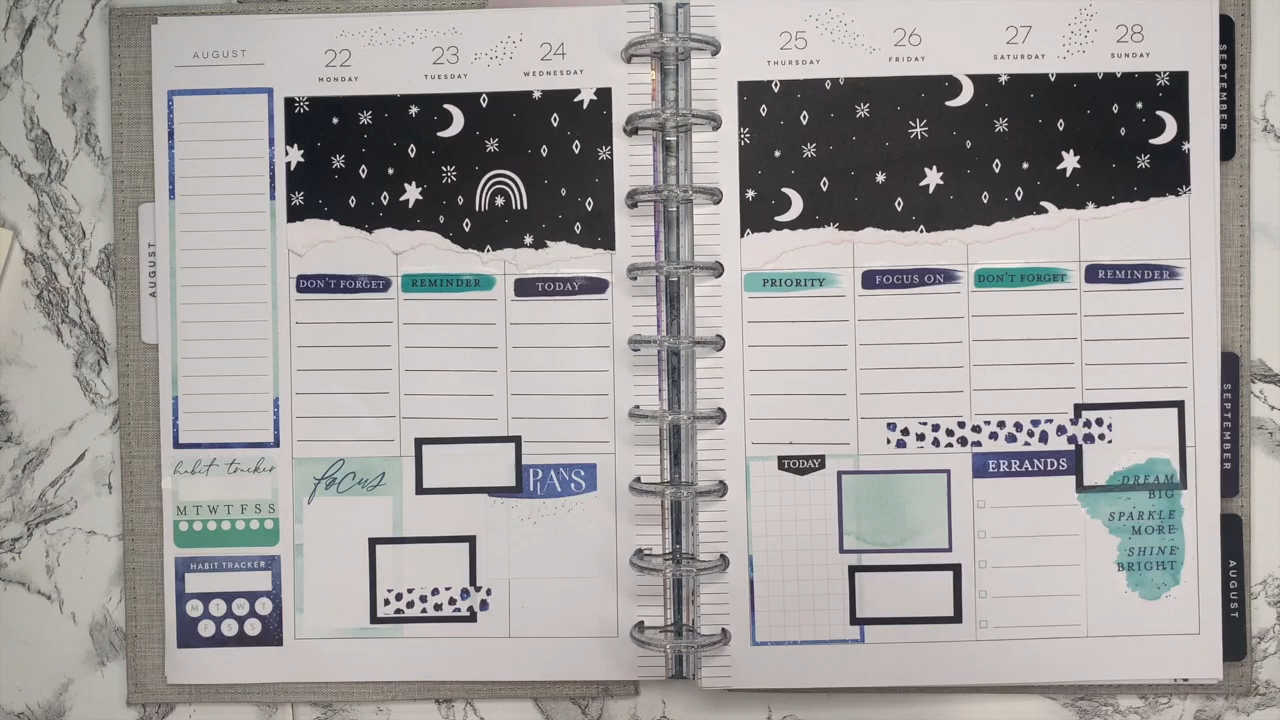 AUGUST
22
MONDAY
23
TUESDAY
24
WEDNESDAY
25
THURSDAY
26
FRIDAY
27
SATURDAY
28
SUNDAY
DON'T FORGET
REMINDER
TODAY
PRIORITY
FOCUS ON
DON'T FORGET
REMINDER
habit tracker
M T W T F S S
HABIT TRACKER
M T W T
F S S
focus
PLANS
TODAY
ERRANDS
DREAM
BIG
SPARKLE
MORE
SHINE
BRIGHT
AUGUST
SEPTEMBER
SEPTEMBER
AUGUST